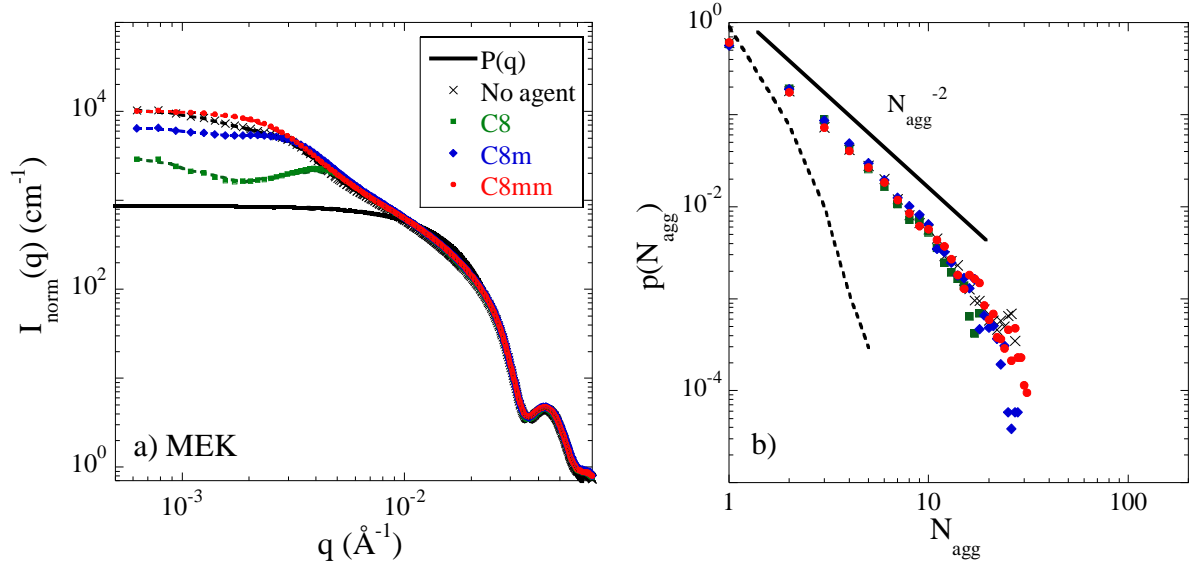 10^4
10^2
10^0
I_norm(q) (cm^-1)
P(q)
No agent
C8
C8m
C8mm
a) MEK
10^-3
10^-2
q (Å^-1)
10^0
10^-2
10^-4
p(N_agg)
N_agg^-2
b)
1
10
100
N_agg